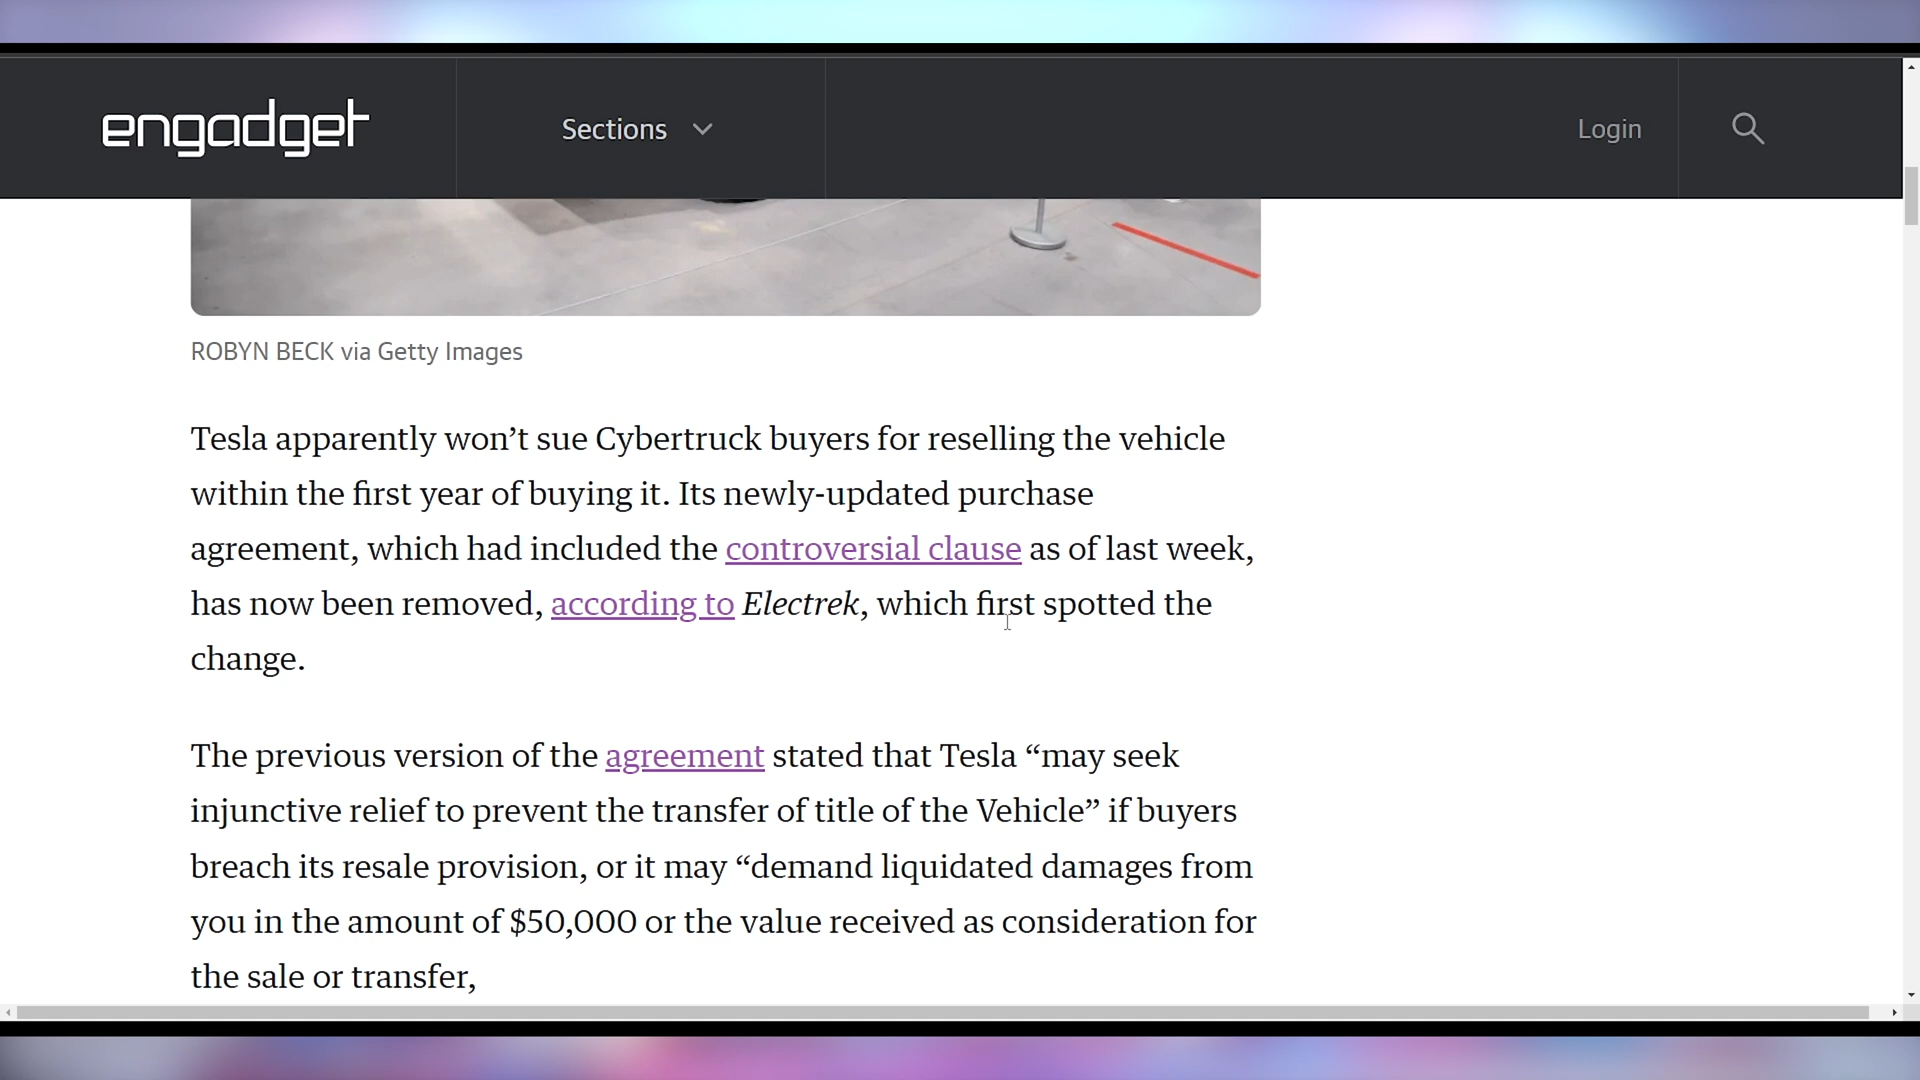 engadget
Sections
Login
ROBYN BECK via Getty Images
Tesla apparently won’t sue Cybertruck buyers for reselling the vehicle
within the first year of buying it. Its newly-updated purchase
agreement, which had included the controversial clause as of last week,
has now been removed, according to Electrek, which first spotted the
change.
The previous version of the agreement stated that Tesla “may seek
injunctive relief to prevent the transfer of title of the Vehicle” if buyers
breach its resale provision, or it may “demand liquidated damages from
you in the amount of $50,000 or the value received as consideration for
the sale or transfer,